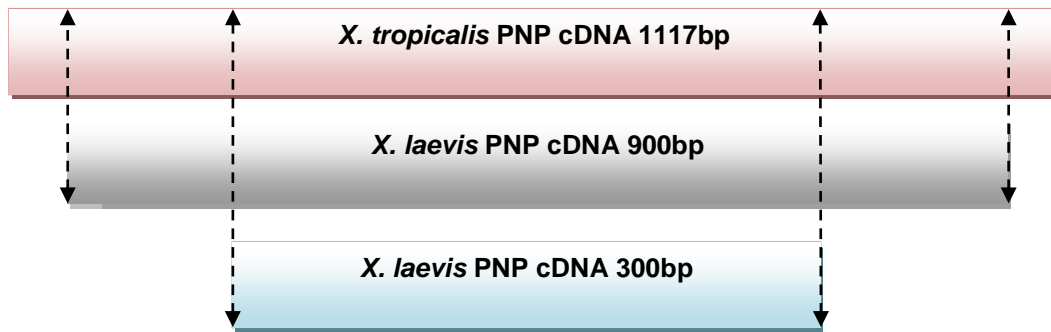 X. tropicalis PNP cDNA 1117bp
X. laevis PNP cDNA 900bp
X. laevis PNP cDNA 300bp